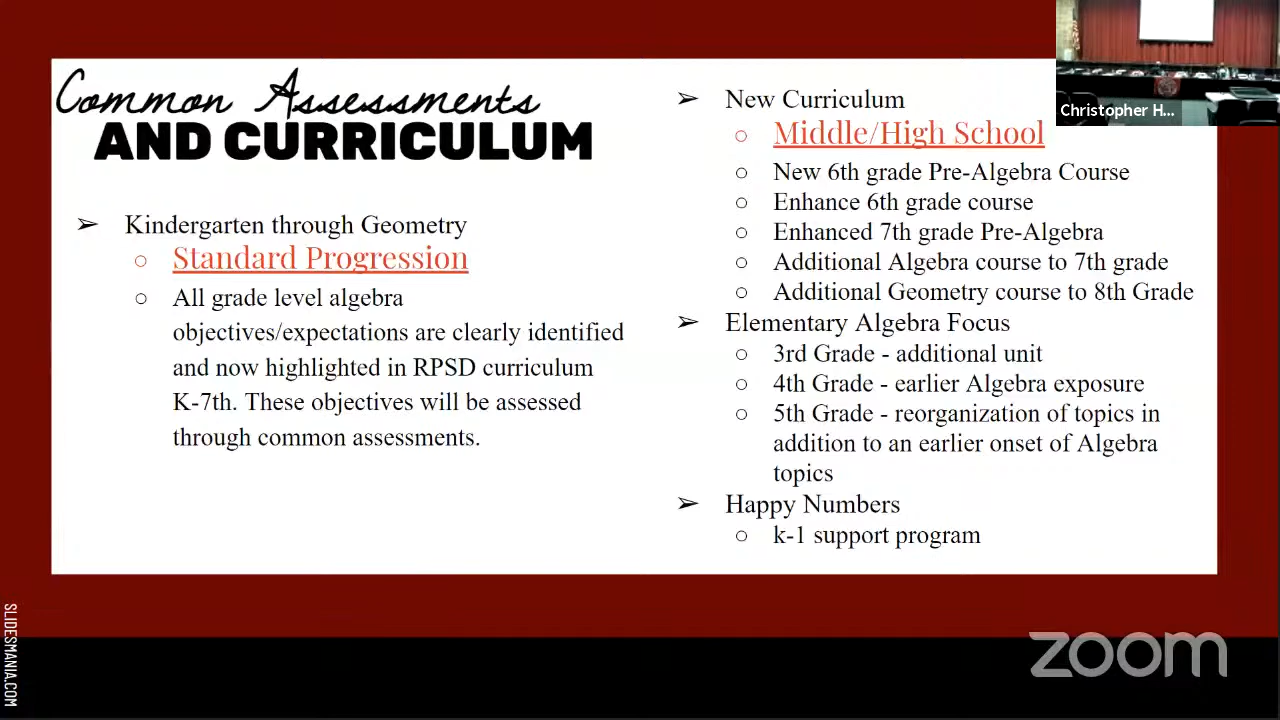 Common Assessments
AND CURRICULUM
➢ Kindergarten through Geometry
○ Standard Progression
○ All grade level algebra
objectives/expectations are clearly identified
and now highlighted in RPSD curriculum
K-7th. These objectives will be assessed
through common assessments.
➢ New Curriculum
○ Middle/High School
○ New 6th grade Pre-Algebra Course
○ Enhance 6th grade course
○ Enhanced 7th grade Pre-Algebra
○ Additional Algebra course to 7th grade
○ Additional Geometry course to 8th Grade
➢ Elementary Algebra Focus
○ 3rd Grade - additional unit
○ 4th Grade - earlier Algebra exposure
○ 5th Grade - reorganization of topics in
addition to an earlier onset of Algebra
topics
➢ Happy Numbers
○ k-1 support program
Christopher H...
SLIDESMANIA.COM
zoom